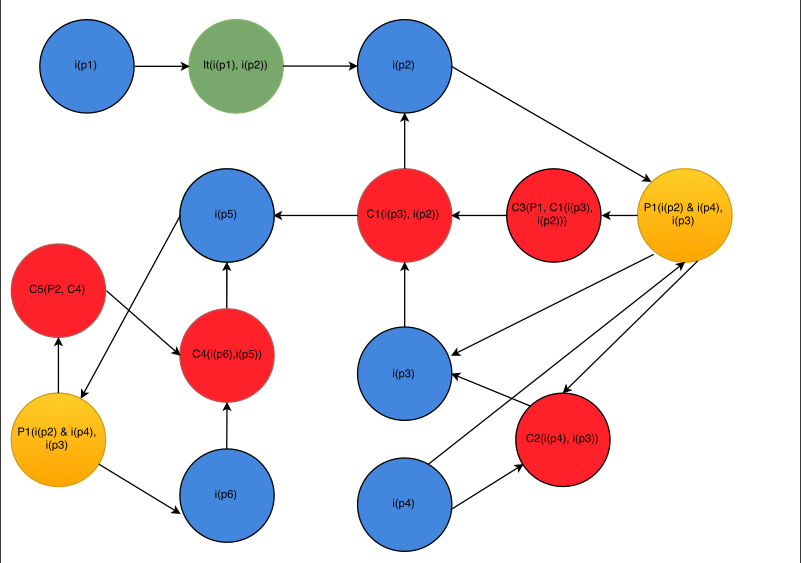 i(p1)
It(i(p1), i(p2))
i(p2)
i(p5)
C1(i(p3), i(p2))
C3(P1, C1(i(p3),
i(p2)))
P1(i(p2) & i(p4),
i(p3)
C5(P2, C4)
C4(i(p6),i(p5))
i(p3)
P1(i(p2) & i(p4),
i(p3)
C2(i(p4), i(p3))
i(p6)
i(p4)